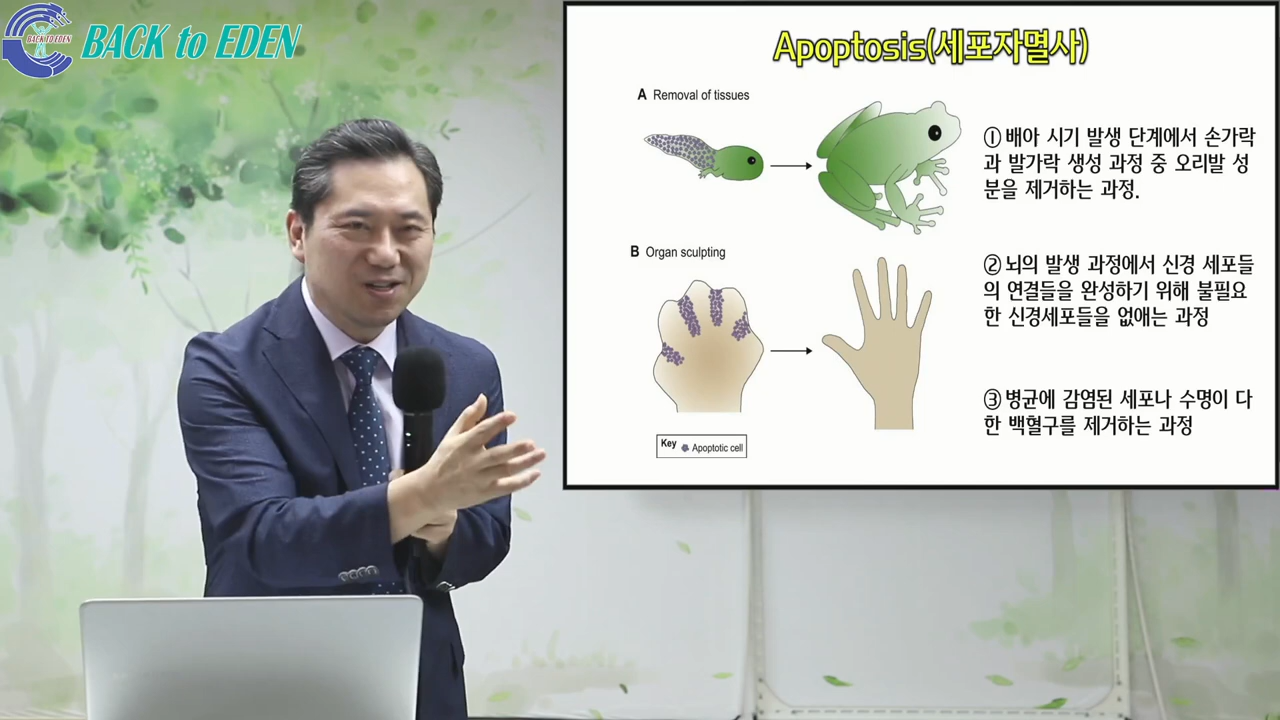 BACK TO EDEN
BACK to EDEN
Apoptosis(세포자멸사)
A Removal of tissues
B Organ sculpting
Key
Apoptotic cell
①배아 시기 발생 단계에서 손가락
과 발가락 생성 과정 중 오리발 성
분을 제거하는 과정.
②뇌의 발생 과정에서 신경 세포들
의 연결들을 완성하기 위해 불필요
한 신경세포들을 없애는 과정
③병균에 감염된 세포나 수명이 다
한 백혈구를 제거하는 과정